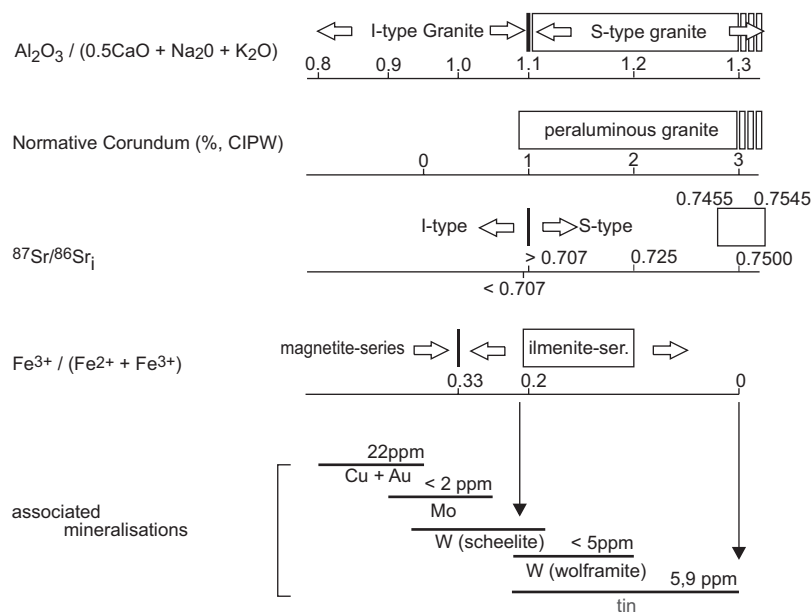 I-type Granite
S-type granite
Al₂O₃ / (0.5CaO + Na₂0 + K₂O)
0.8 0.9 1.0 1.1 1.2 1.3
peraluminous granite
Normative Corundum (%, CIPW)
0 1 2 3
0.7455 0.7545
I-type S-type
⁸⁷Sr/⁸⁶Srᵢ
> 0.707 0.725 0.7500
< 0.707
magnetite-series ilmenite-ser.
Fe³⁺ / (Fe²⁺ + Fe³⁺)
0.33 0.2 0
22ppm
Cu + Au
< 2 ppm
Mo
associated
mineralisations
W (scheelite)
< 5ppm
W (wolframite)
5,9 ppm
tin